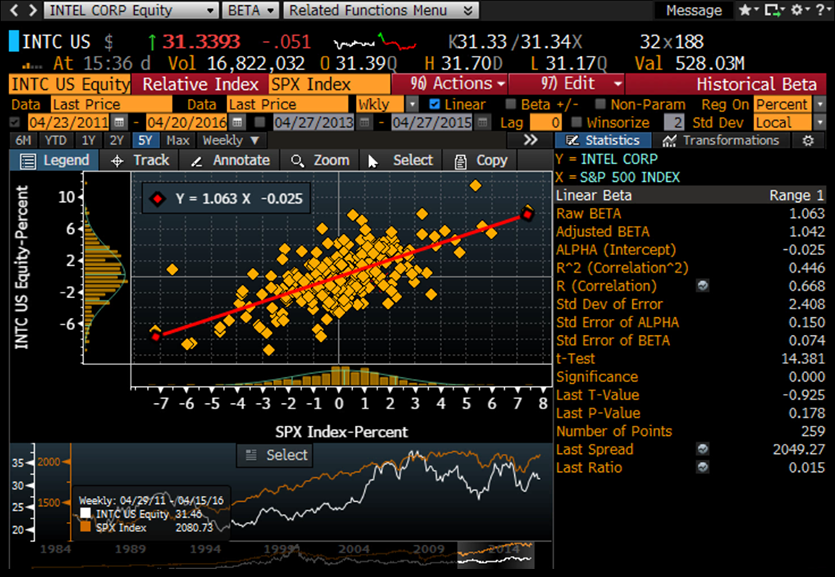 INTEL CORP Equity BETA Related Functions Menu Message
INTC US $ 31.3393 -.051 K31.33 /31.34X 32x188
At 15:36 d Vol 16,822,032 O 31.39Q H 31.70D L 31.17Q Val 528.03M
INTC US Equity Relative Index SPX Index 96) Actions 97) Edit Historical Beta
Data Last Price Data Last Price Wkly Linear Beta +/- Non-Param Reg On Percent
04/23/2011 - 04/20/2016 04/27/2013 - 04/27/2015 Lag 0 Winsorize 2 Std Dev Local
6M YTD 1Y 2Y 5Y Max Weekly ▼ >> Statistics Transformations
Legend Track Annotate Zoom Select Copy
Y = INTEL CORP
X = S&P 500 INDEX
Linear Beta Range 1
Raw BETA 1.063
Adjusted BETA 1.042
ALPHA (Intercept) -0.025
R^2 (Correlation^2) 0.446
R (Correlation) 0.668
Std Dev of Error 2.408
Std Error of ALPHA 0.150
Std Error of BETA 0.074
t-Test 14.381
Significance 0.000
Last T-Value -0.925
Last P-Value 0.178
Number of Points 259
Last Spread 2049.27
Last Ratio 0.015
Y = 1.063 X -0.025
INTC US Equity-Percent
10
6
2
-2
-6
-7 -6 -5 -4 -3 -2 -1 0 1 2 3 4 5 6 7 8
SPX Index-Percent
Select
35 2000
30
25 1500
20
Weekly: 04/29/11 - 04/15/16
INTC US Equity 31.46
SPX Index 2080.73
1984 1989 1994 1999 2004 2009 2014